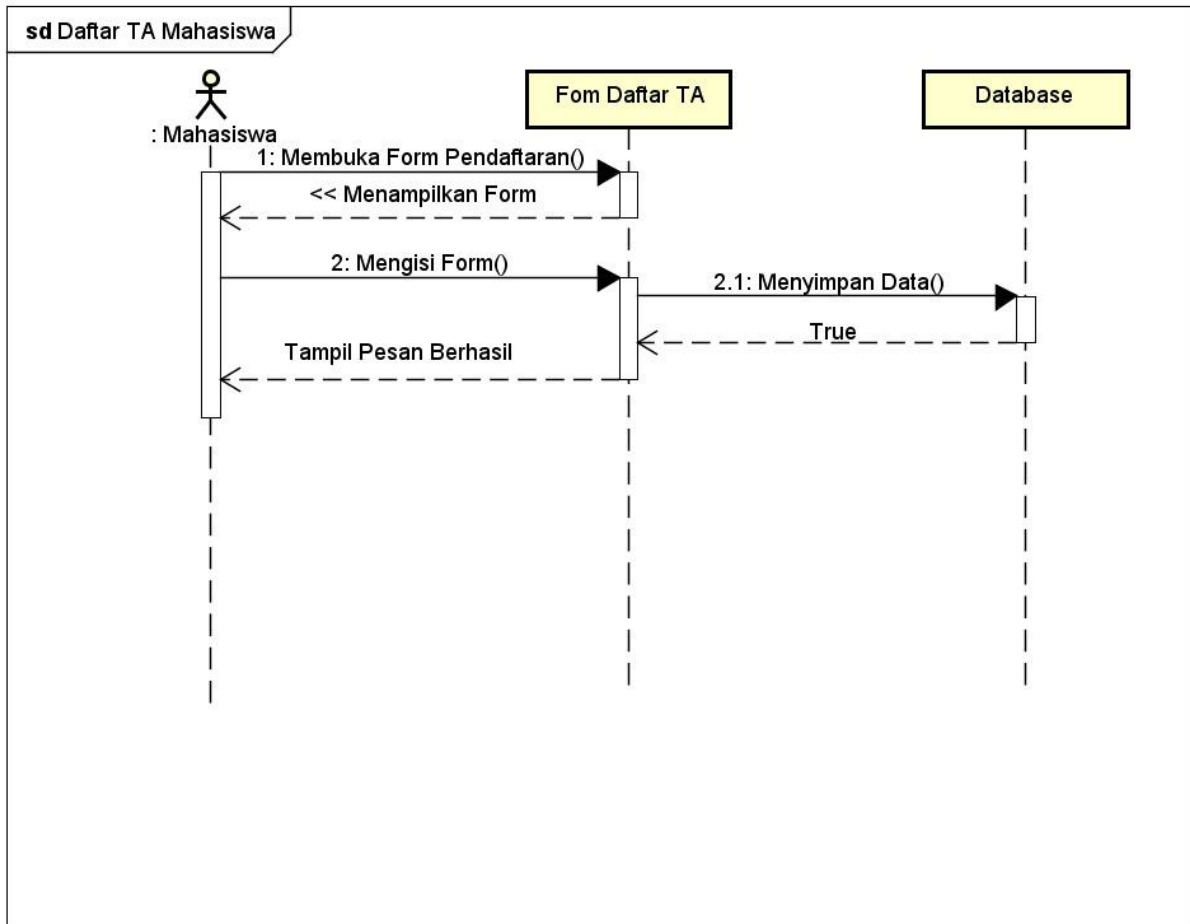 sd Daftar TA Mahasiswa
Fom Daftar TA
Database
: Mahasiswa
1: Membuka Form Pendaftaran()
<< Menampilkan Form
2: Mengisi Form()
2.1: Menyimpan Data()
True
Tampil Pesan Berhasil